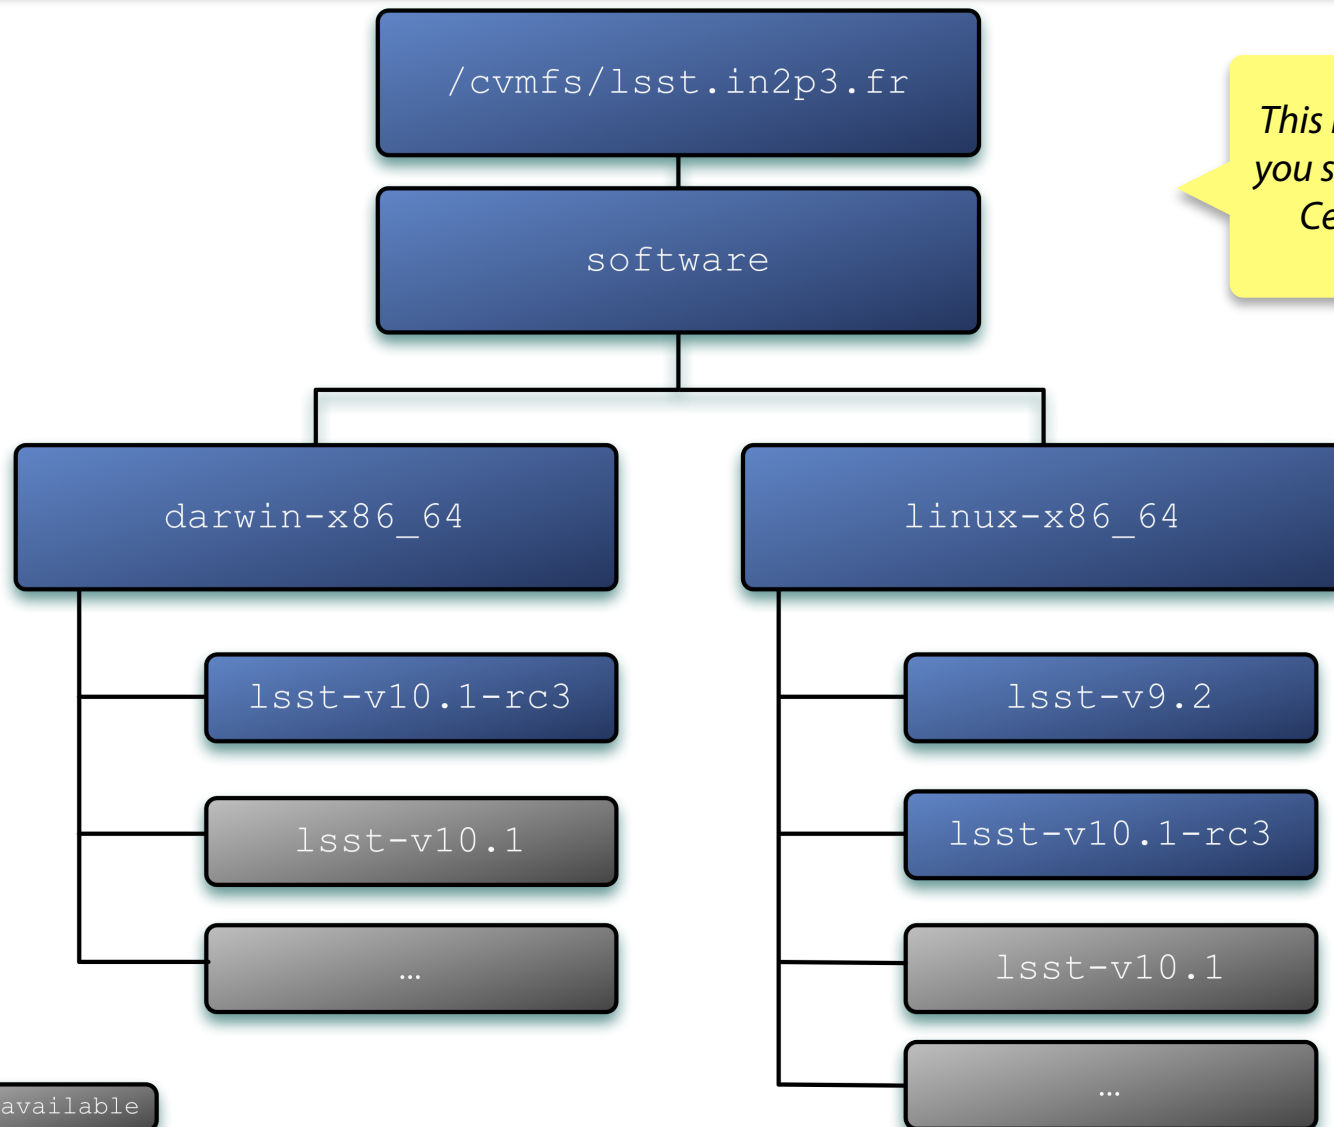 /cvmfs/lsst.in2p3.fr
This
you
software
darwin-x86_64
linux-x86_64
lsst-v10.1-rc3
lsst-v9.2
lsst-v10.1
lsst-v10.1-rc3
…
lsst-v10.1
…
available